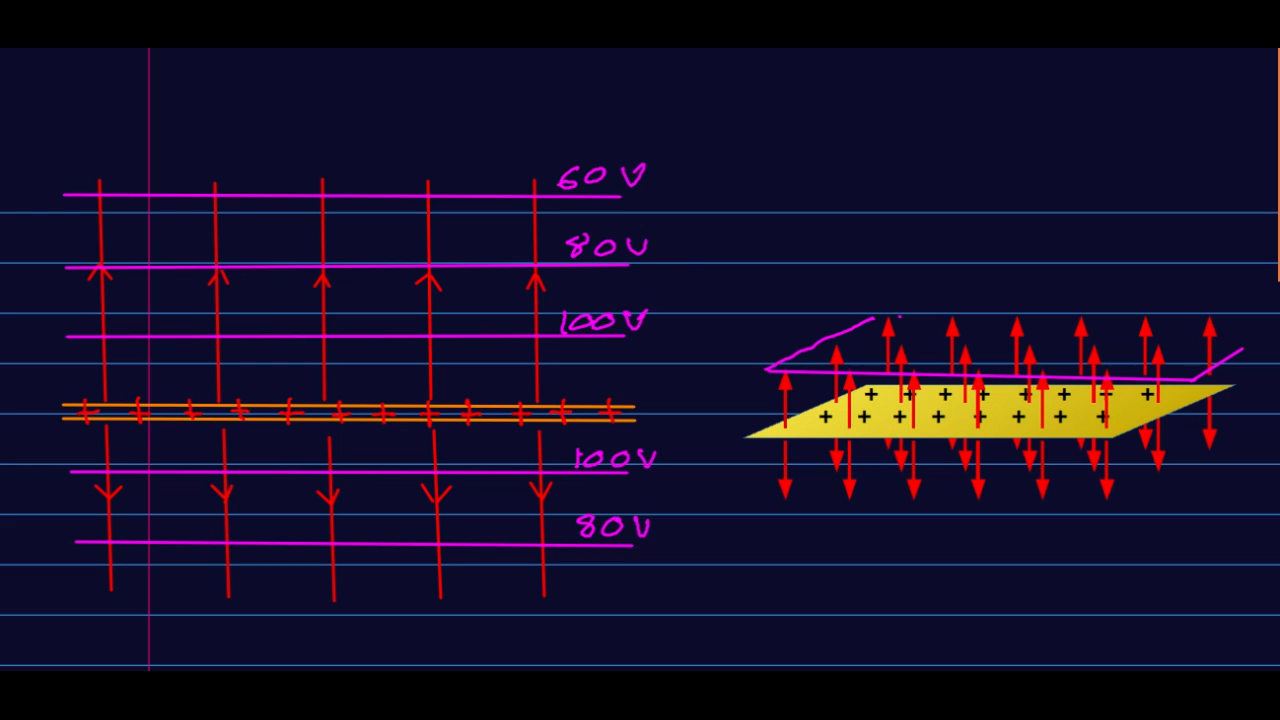 60 V
80 V
100 V
+ + + + + + + + + + + +
100 V
80 V
+ + + + + + + +
+ + + + + + + +